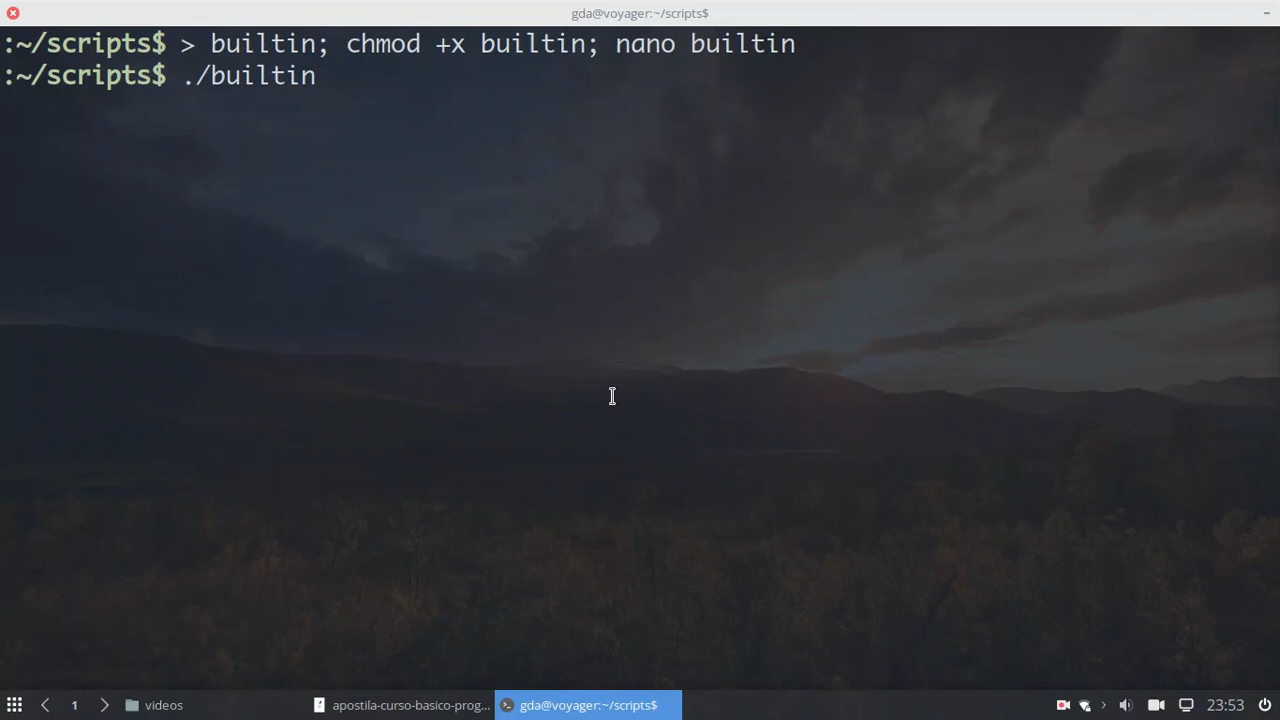 gda@voyager:~/scripts$
:~/scripts$ > builtin; chmod +x builtin; nano builtin
:~/scripts$ ./builtin
1 videos apostila-curso-basico-prog... gda@voyager:~/scripts$ 23:53